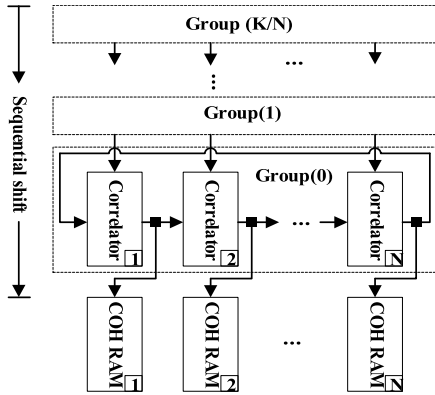 Group (K/N)
...
...
Group(1)
Sequential shift
Group(0)
Correlator 1
Correlator 2
...
Correlator N
COH RAM 1
COH RAM 2
...
COH RAM N